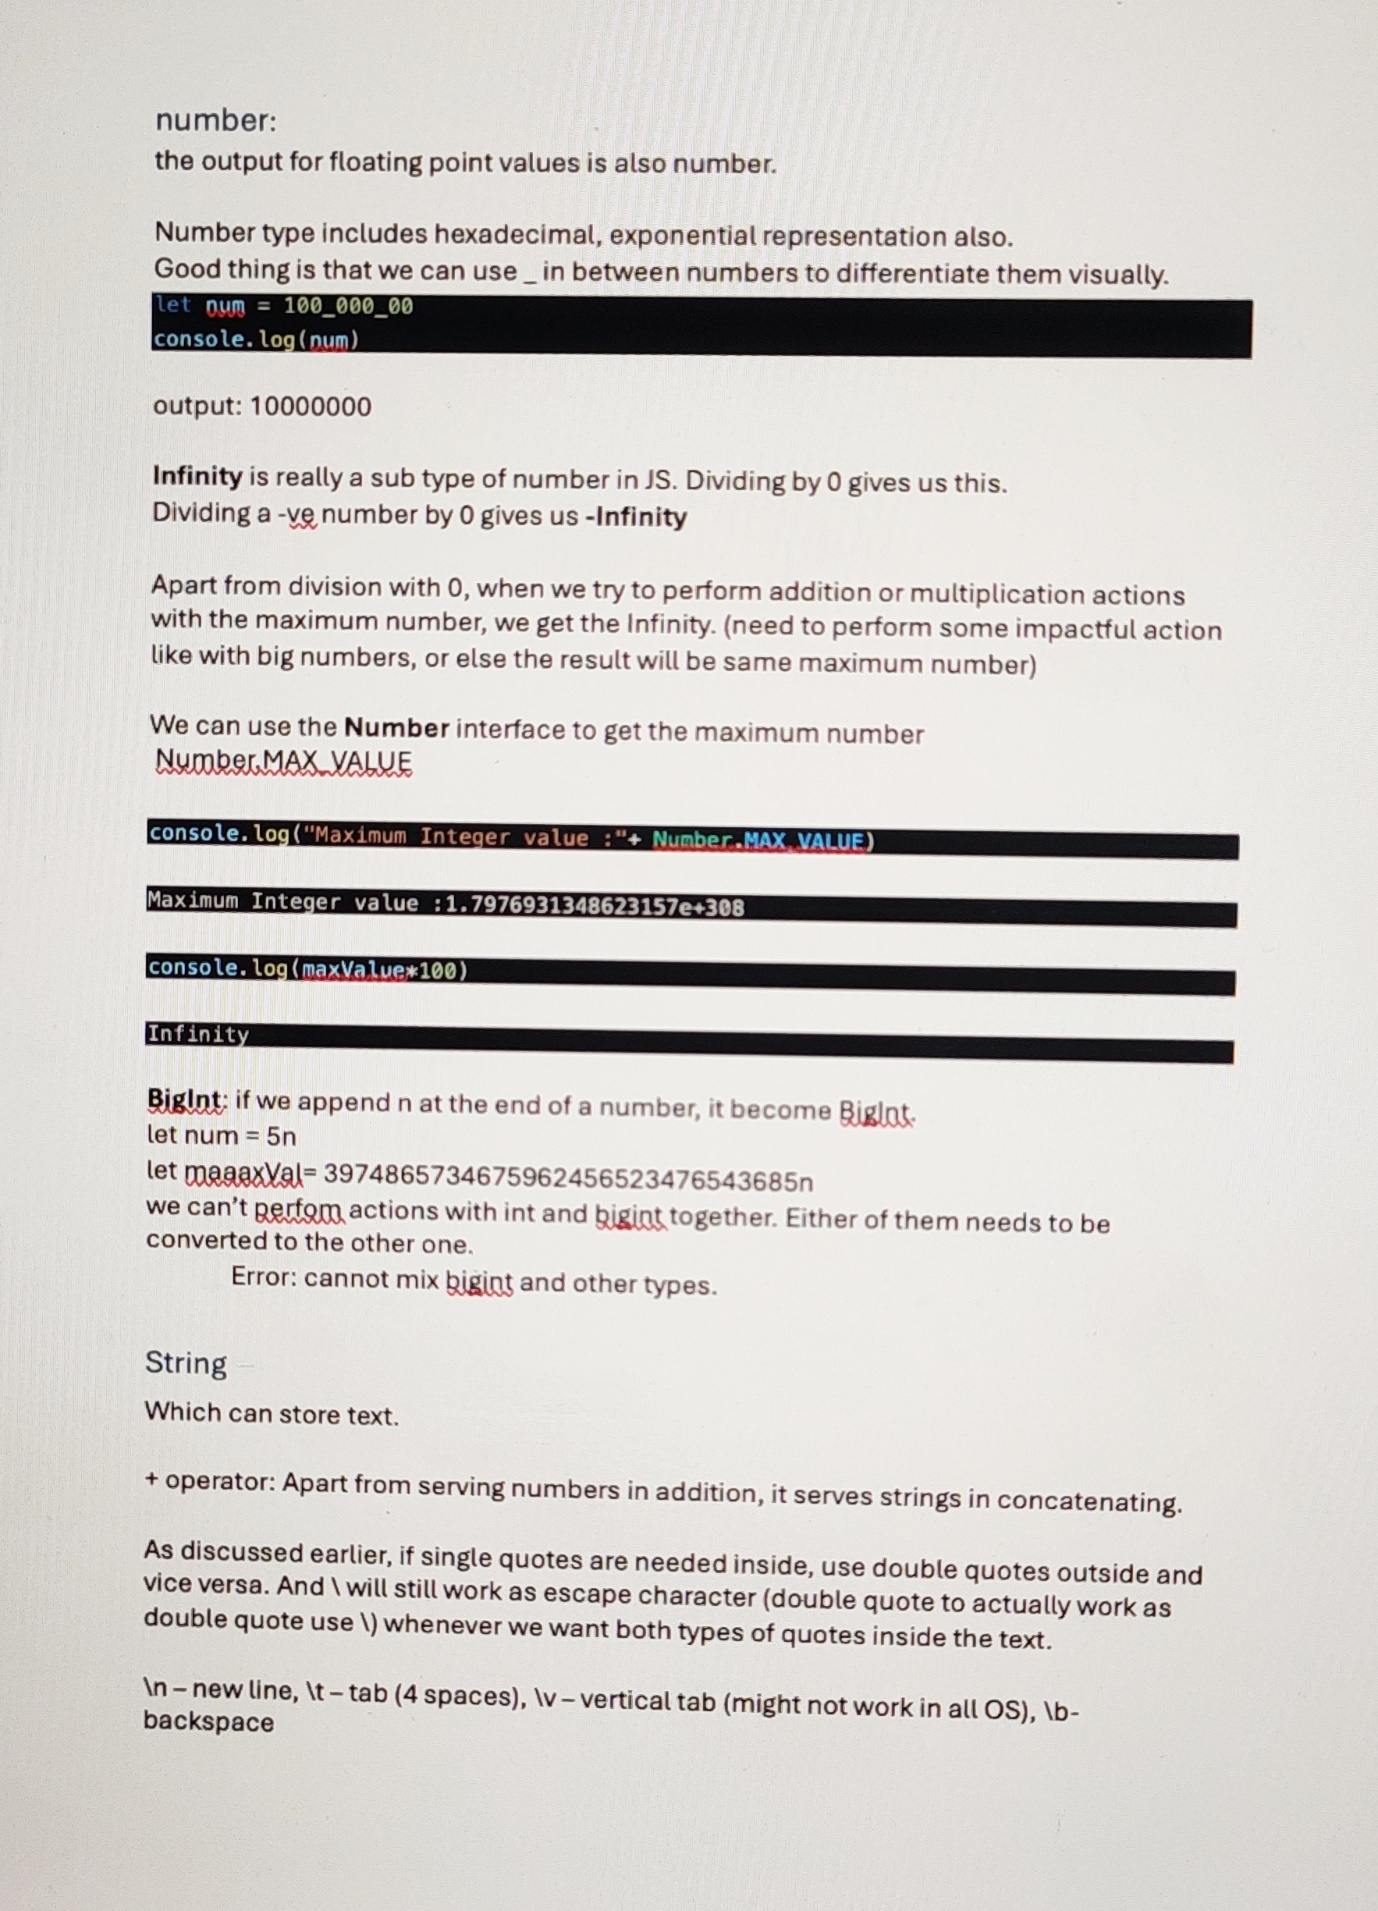 number:
the output for floating point values is also number.
Number type includes hexadecimal, exponential representation also.
Good thing is that we can use _ in between numbers to differentiate them visually.
let num = 100_000_00
console.log(num)
output: 10000000
Infinity is really a sub type of number in JS. Dividing by 0 gives us this.
Dividing a -ve number by 0 gives us -Infinity
Apart from division with 0, when we try to perform addition or multiplication actions
with the maximum number, we get the Infinity. (need to perform some impactful action
like with big numbers, or else the result will be same maximum number)
We can use the Number interface to get the maximum number
Number.MAX_VALUE
console.log("Maximum Integer value :"+ Number.MAX_VALUE)
Maximum Integer value :1.7976931348623157e+308
console.log(maxValue*100)
Infinity
BigInt: if we append n at the end of a number, it become BigInt.
let num = 5n
let maaaxVal= 3974865734675962456523476543685n
we can't perfom actions with int and bigint together. Either of them needs to be
converted to the other one.
Error: cannot mix bigint and other types.
String
Which can store text.
+ operator: Apart from serving numbers in addition, it serves strings in concatenating.
As discussed earlier, if single quotes are needed inside, use double quotes outside and
vice versa. And \ will still work as escape character (double quote to actually work as
double quote use \) whenever we want both types of quotes inside the text.
\n – new line, \t – tab (4 spaces), \v – vertical tab (might not work in all OS), \b-
backspace